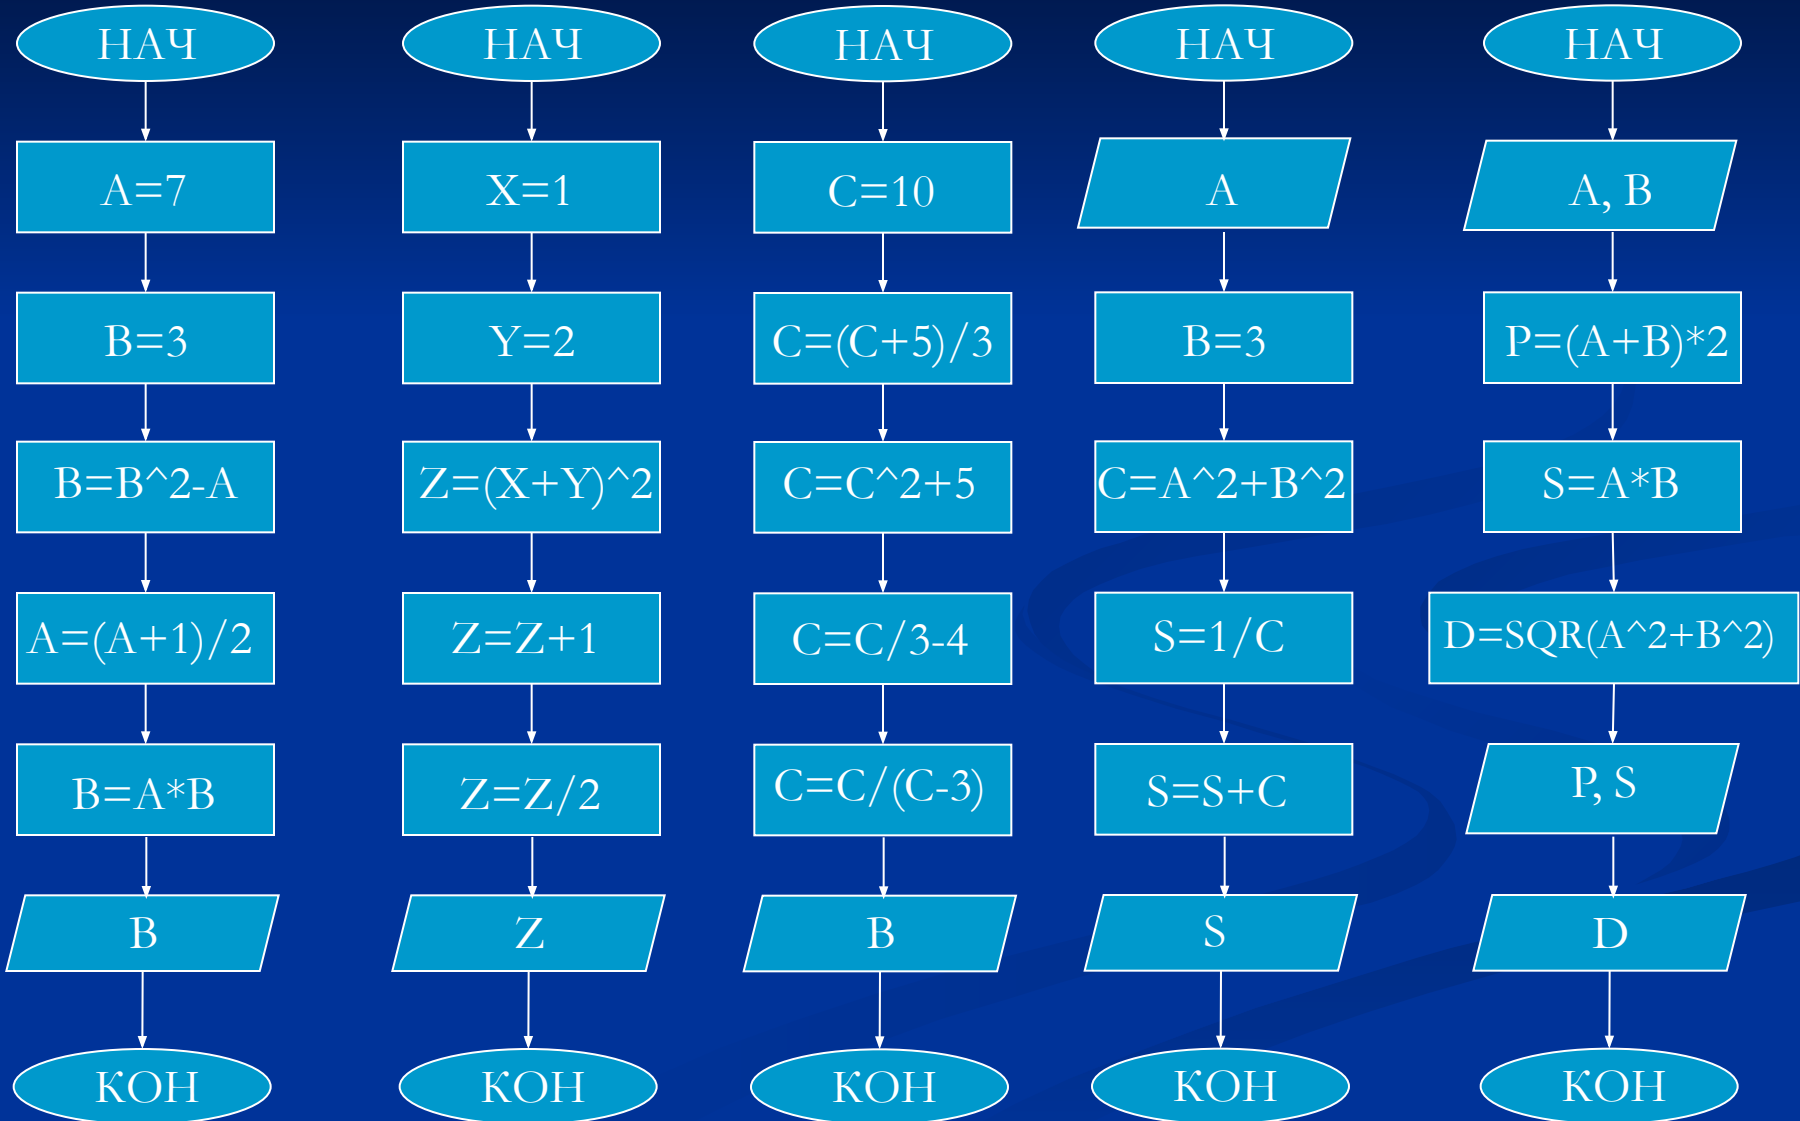 НАЧ
A=7
B=3
B=B^2-A
A=(A+1)/2
B=A*B
B
КОН
НАЧ
X=1
Y=2
Z=(X+Y)^2
Z=Z+1
Z=Z/2
Z
КОН
НАЧ
C=10
C=(C+5)/3
C=C^2+5
C=C/3-4
C=C/(C-3)
B
КОН
НАЧ
A
B=3
C=A^2+B^2
S=1/C
S=S+C
S
КОН
НАЧ
A, B
P=(A+B)*2
S=A*B
D=SQR(A^2+B^2)
P, S
D
КОН